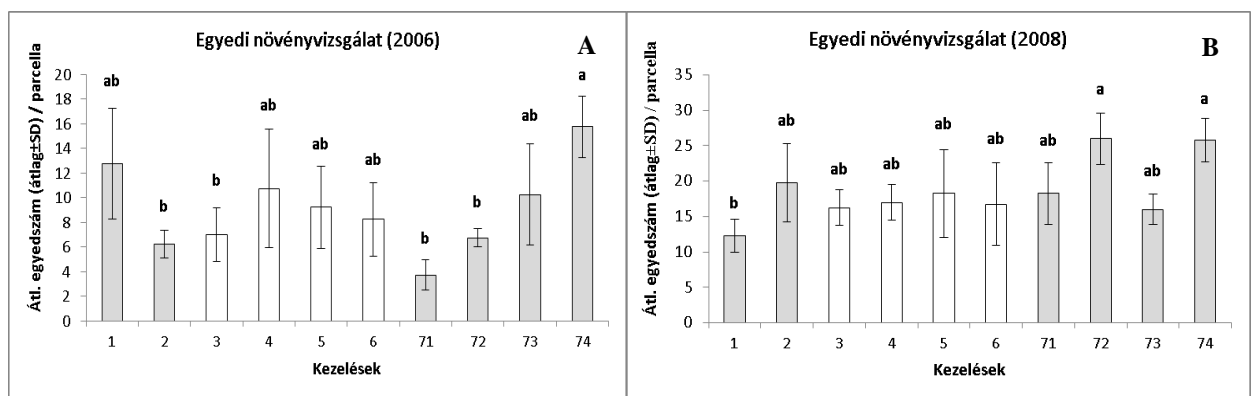 Egyedi növényvizsgálat (2006)
A
Átl. egyedszám (átlag±SD) / parcella
20
18
16
14
12
10
8
6
4
2
0
ab
b
b
ab
ab
ab
b
b
ab
a
1 2 3 4 5 6 71 72 73 74
Kezelések
Egyedi növényvizsgálat (2008)
B
Átl. egyedszám (átlag±SD) / parcella
35
30
25
20
15
10
5
0
b
ab
ab
ab
ab
ab
ab
a
ab
a
1 2 3 4 5 6 71 72 73 74
Kezelések